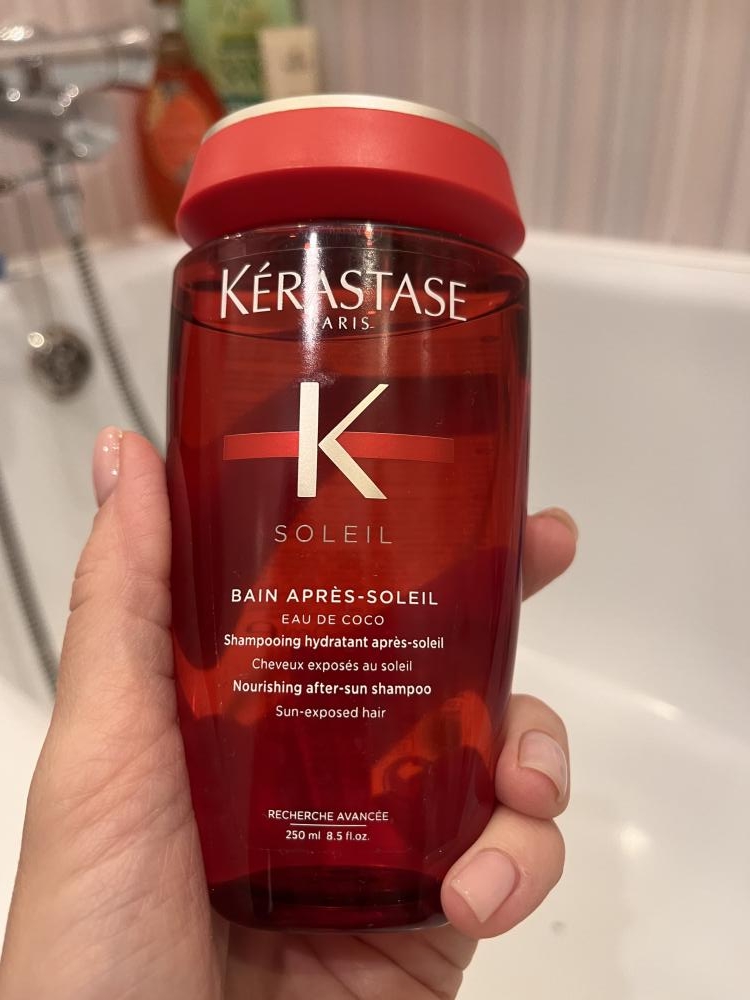 KÉRASTASE
PARIS
K
SOLEIL
BAIN APRÈS-SOLEIL
EAU DE COCO
Shampooing hydratant après-soleil
Cheveux exposés au soleil
Nourishing after-sun shampoo
Sun-exposed hair
RECHERCHE AVANCÉE
250 ml 8.5 fl.oz.